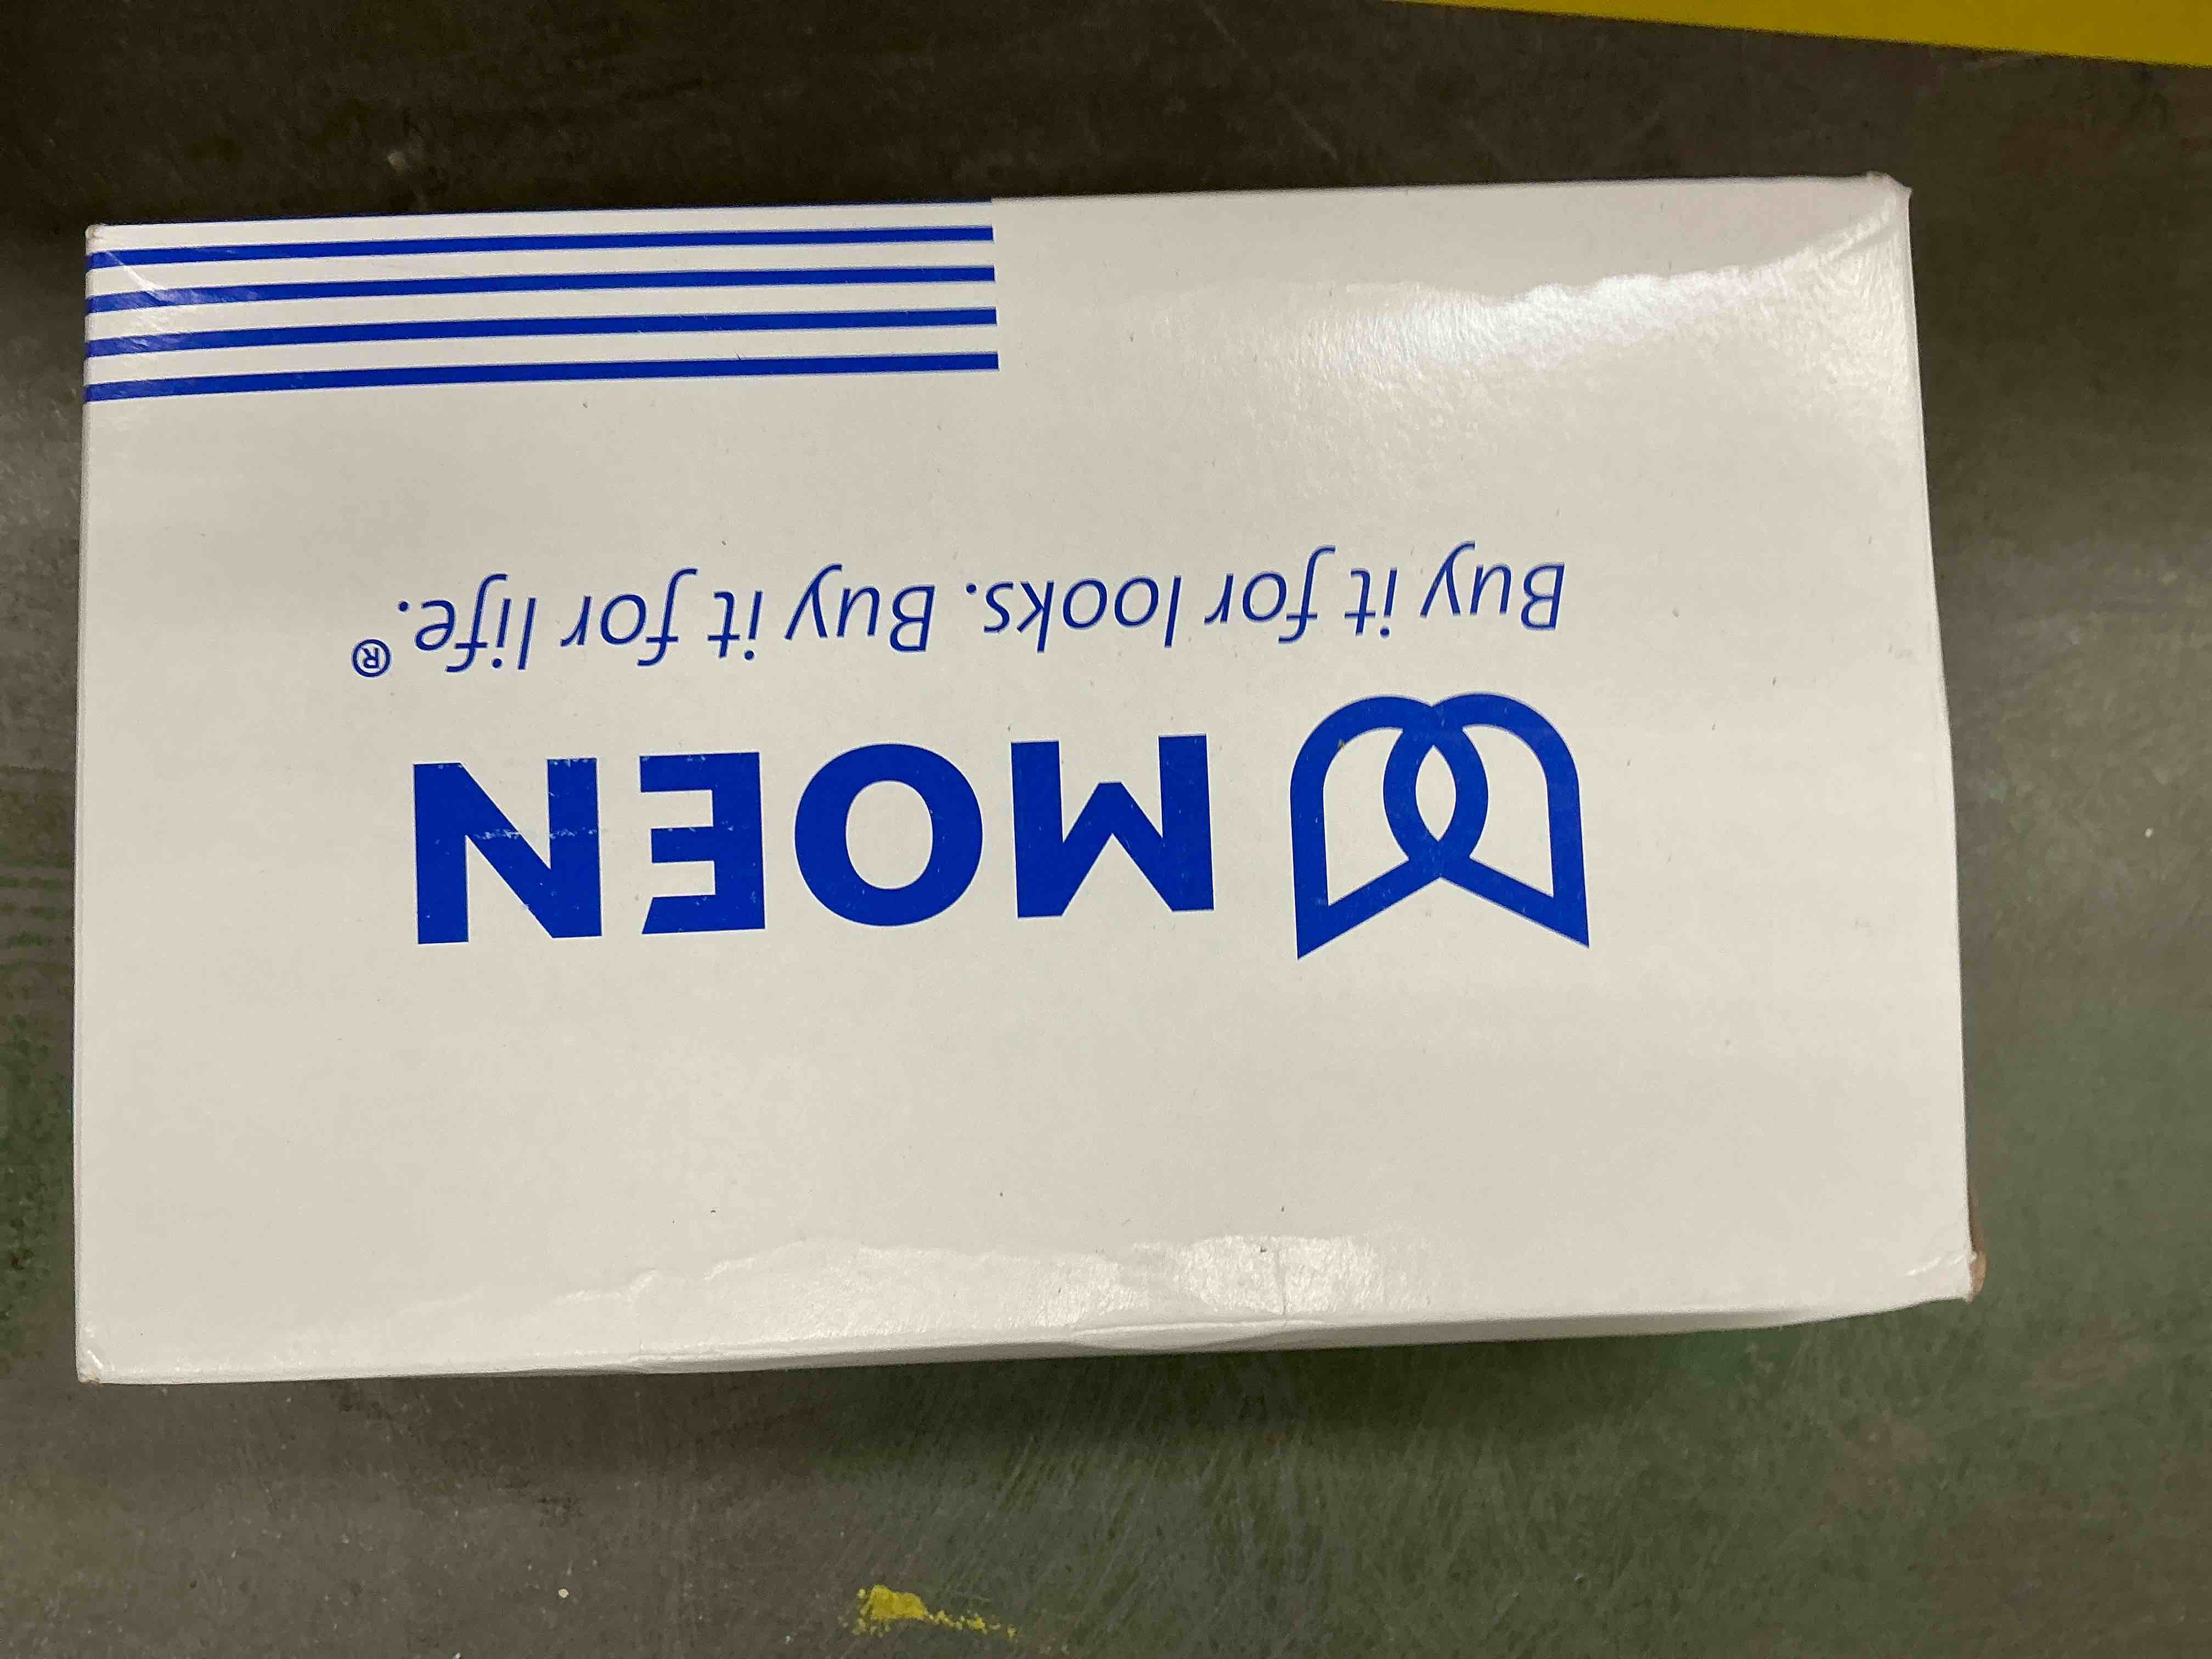 MOEN
Buy it for looks. Buy it for life.®